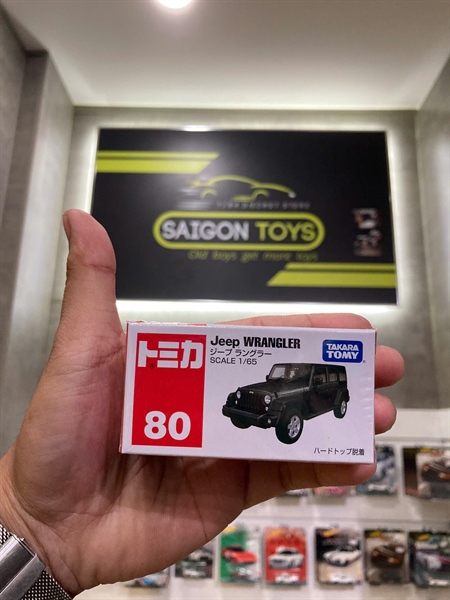 SAIGON TOYS
Old boys get more toys
トミカ
80
Jeep WRANGLER
ジープ ラングラー
SCALE 1/65
TAKARA
TOMY
ハードトップ脱着